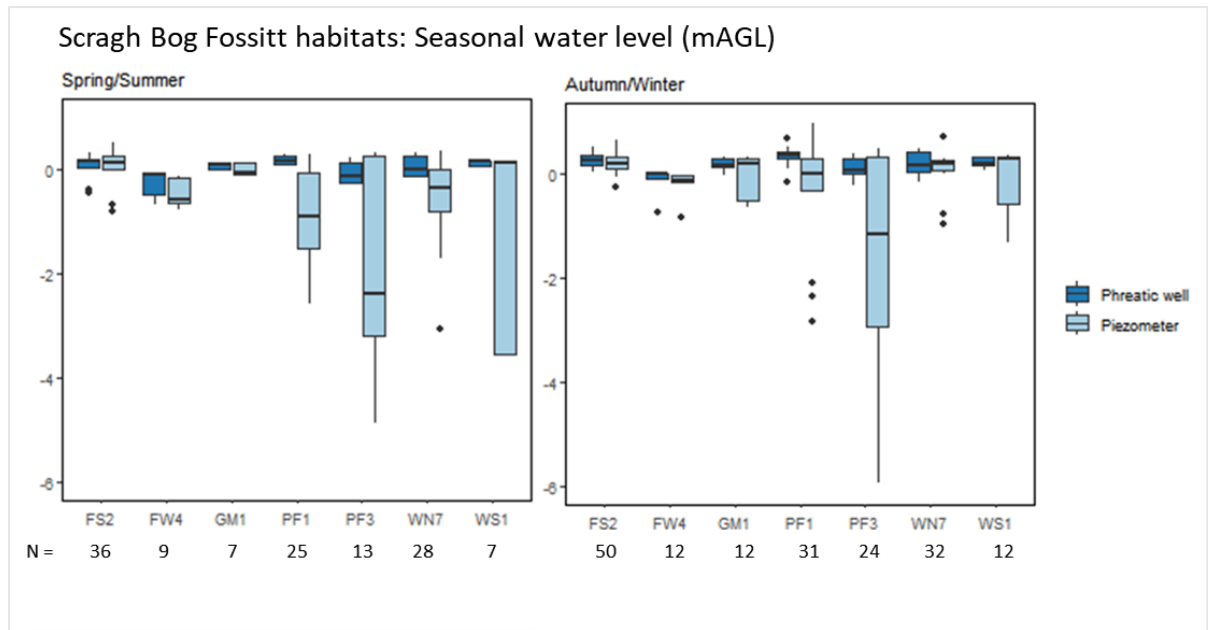 Scragh Bog Fossitt habitats: Seasonal water level (mAGL)
Spring/Summer
0
-2
-4
-6
FS2 FW4 GM1 PF1 PF3 WN7 WS1
N = 36 9 7 25 13 28 7
Autumn/Winter
0
-2
-4
-6
FS2 FW4 GM1 PF1 PF3 WN7 WS1
50 12 12 31 24 32 12
Phreatic well
Piezometer